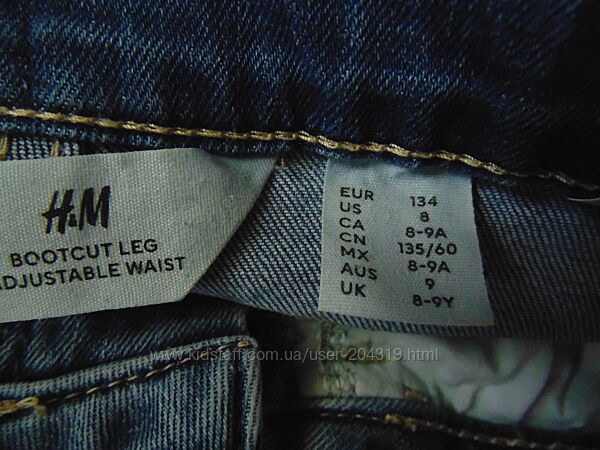 H&M
BOOTCUT LEG
ADJUSTABLE WAIST
EUR 134
US 8
CA 8-9A
CN 135/60
MX 8-9A
AUS 9
UK 8-9Y
www.kidstaff.com.ua/user-204319.html